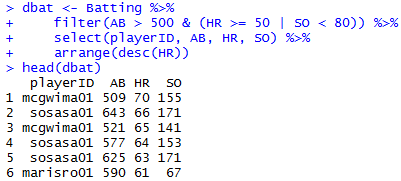 > dbat <- Batting %>%
+     filter(AB > 500 & (HR >= 50 | SO < 80)) %>%
+     select(playerID, AB, HR, SO) %>%
+     arrange(desc(HR))
> head(dbat)
   playerID  AB HR  SO
1 mcgwima01 509 70 155
2  sosasa01 643 66 171
3 mcgwima01 521 65 141
4  sosasa01 577 64 153
5  sosasa01 625 63 171
6 marisro01 590 61  67